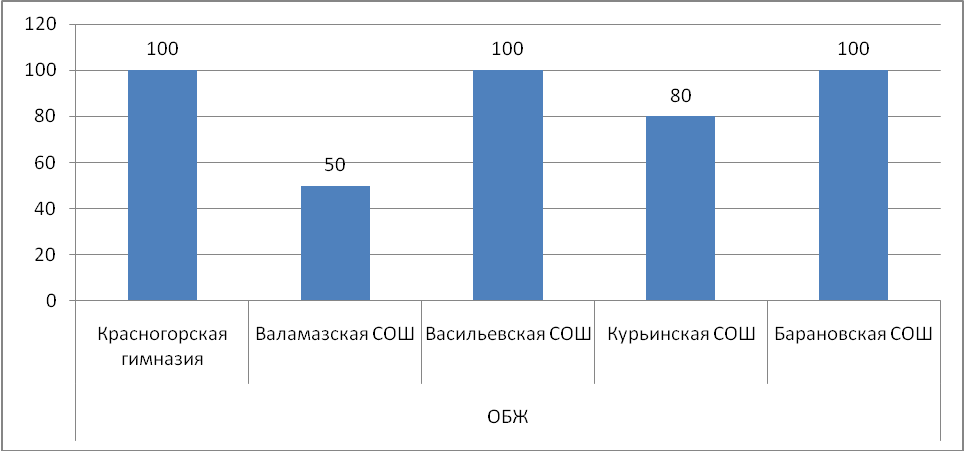 120
100
80
60
40
20
0
100
50
100
80
100
Красногорская
гимназия
Валамазская СОШ
Васильевская СОШ
Курьинская СОШ
Барановская СОШ
ОБЖ